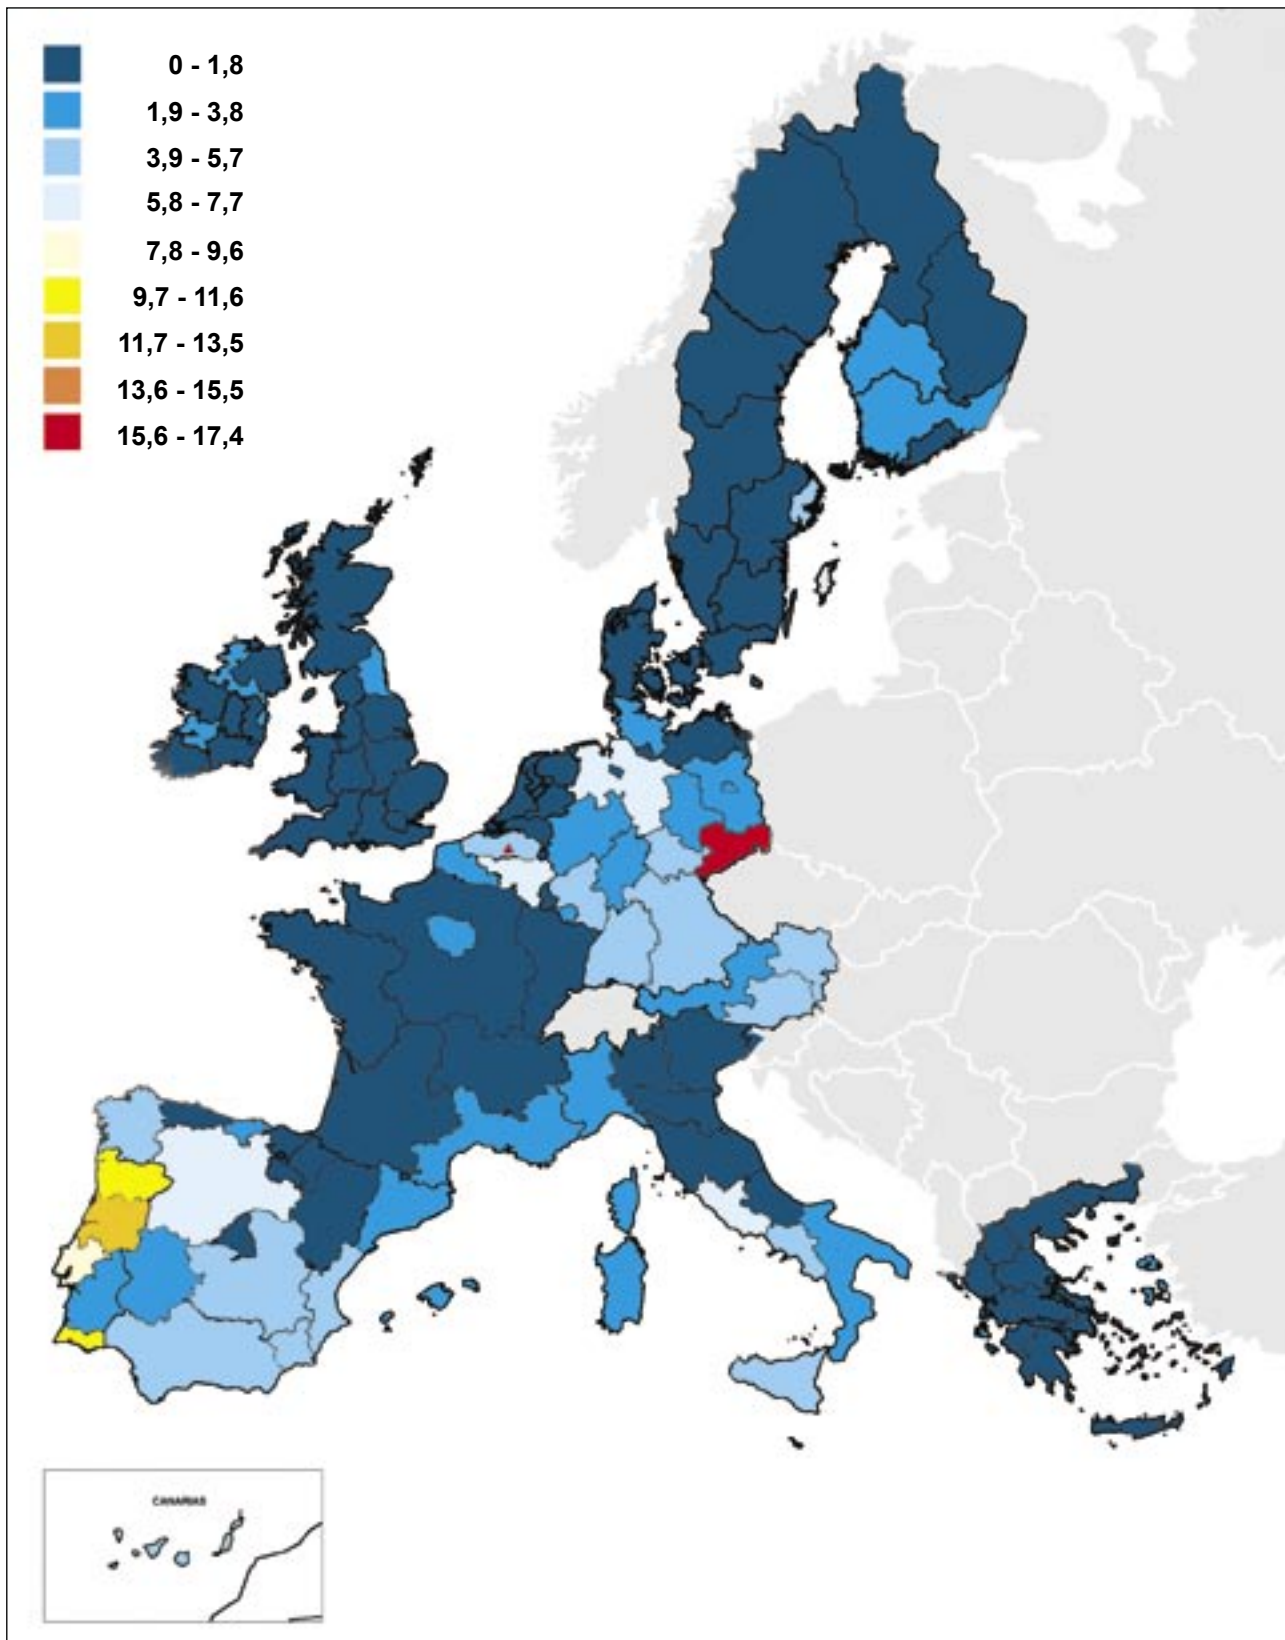 0 - 1,8
1,9 - 3,8
3,9 - 5,7
5,8 - 7,7
7,8 - 9,6
9,7 - 11,6
11,7 - 13,5
13,6 - 15,5
15,6 - 17,4
CANARIAS